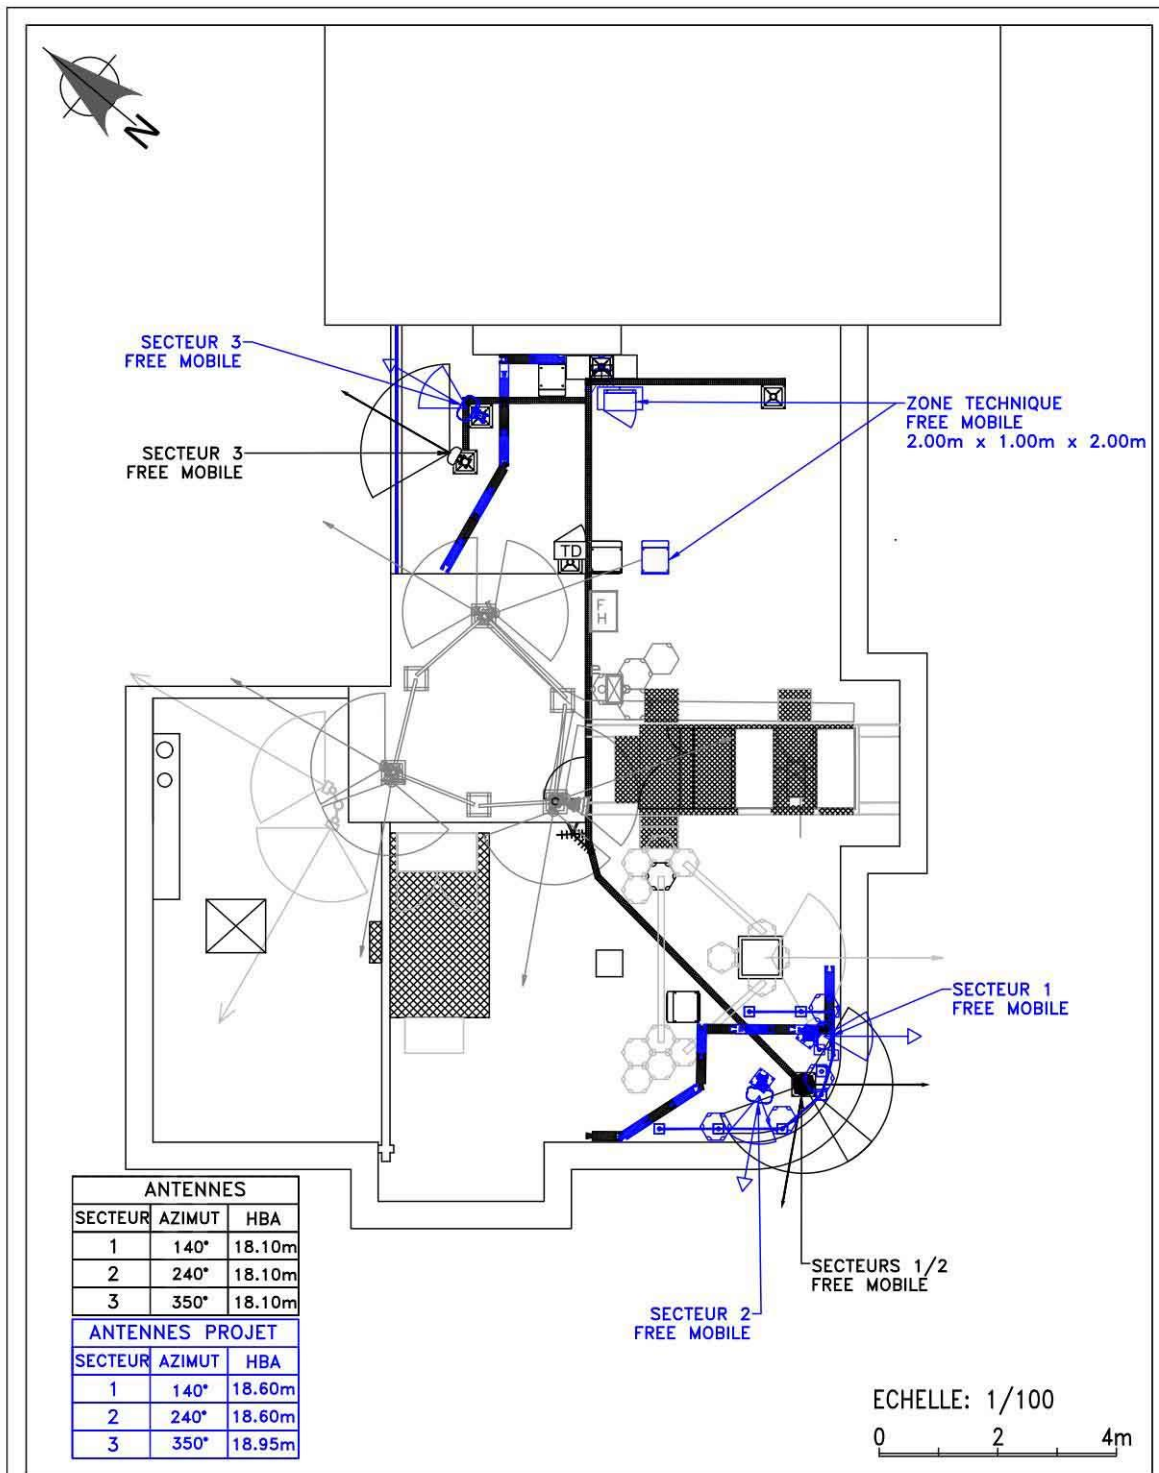 N
SECTEUR 3
FREE MOBILE
SECTEUR 3
FREE MOBILE
ZONE TECHNIQUE
FREE MOBILE
2.00m x 1.00m x 2.00m
TD
F
H
SECTEUR 1
FREE MOBILE
SECTEURS 1/2
FREE MOBILE
SECTEUR 2
FREE MOBILE
ANTENNES
SECTEUR AZIMUT HBA
1 140° 18.10m
2 240° 18.10m
3 350° 18.10m
ANTENNES PROJET
SECTEUR AZIMUT HBA
1 140° 18.60m
2 240° 18.60m
3 350° 18.95m
ECHELLE: 1/100
0 2 4m